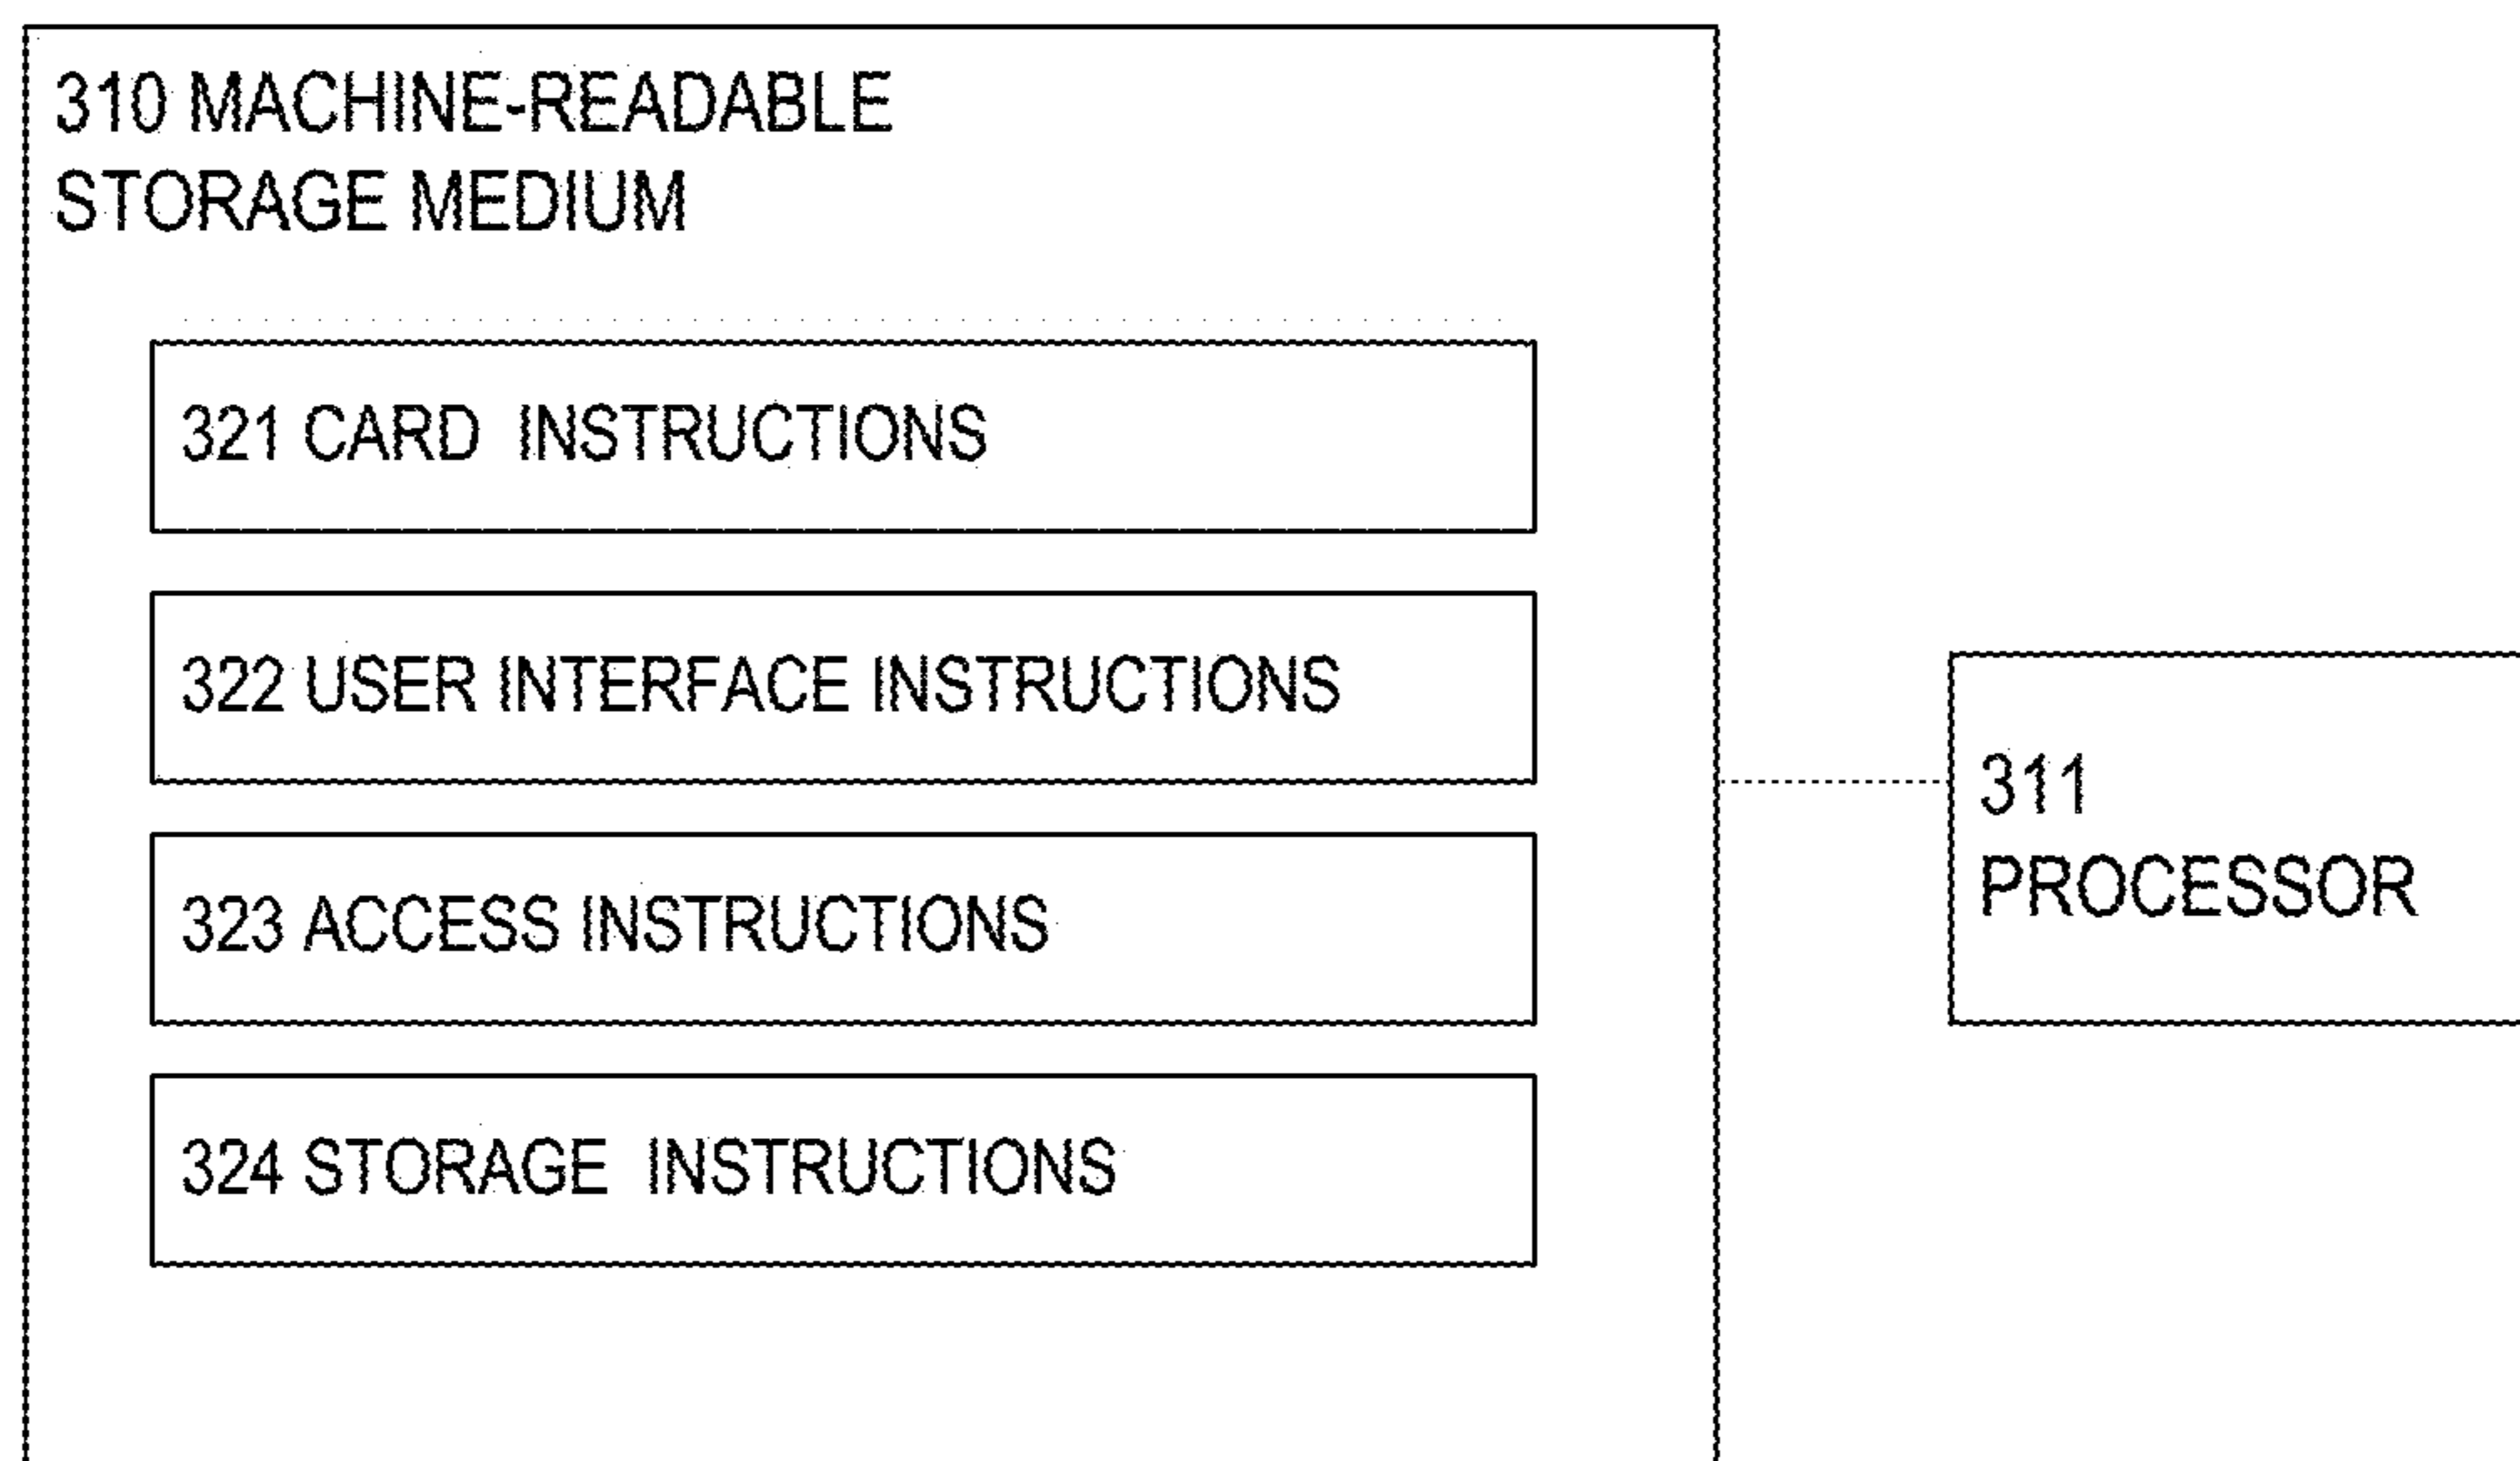 310 MACHINE-READABLE
STORAGE MEDIUM
321 CARD INSTRUCTIONS
322 USER INTERFACE INSTRUCTIONS
323 ACCESS INSTRUCTIONS
324 STORAGE INSTRUCTIONS
311
PROCESSOR